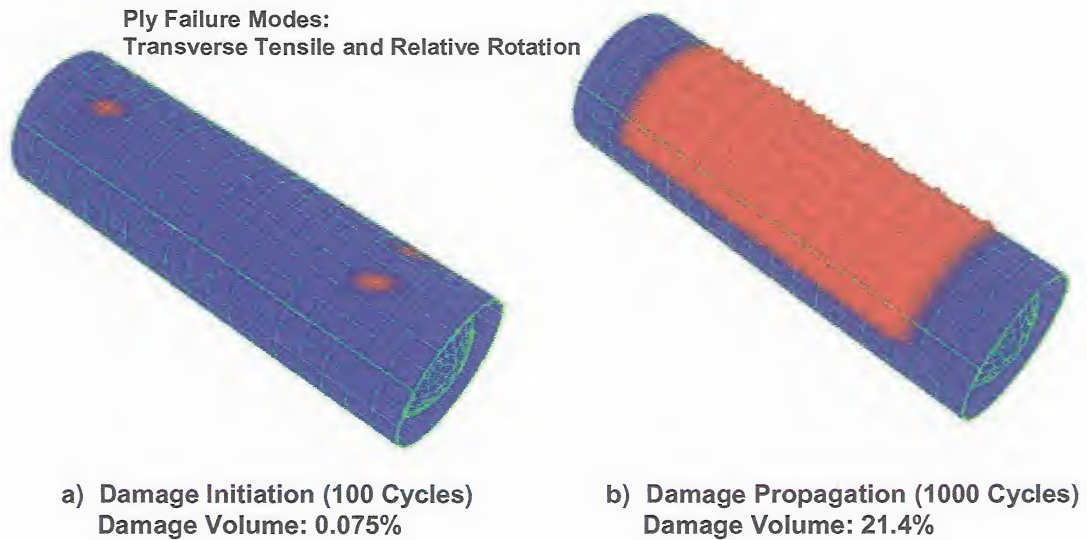 Ply Failure Modes:
Transverse Tensile and Relative Rotation
a) Damage Initiation (100 Cycles)
Damage Volume: 0.075%
b) Damage Propagation (1000 Cycles)
Damage Volume: 21.4%